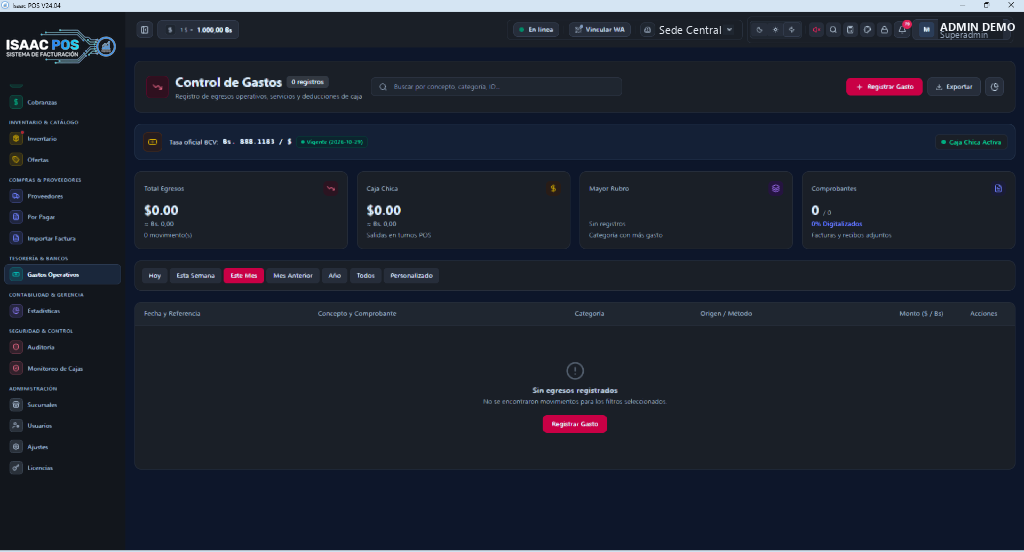 Isaac POS V24.04
ISAAC POS
SISTEMA DE FACTURACIÓN
$ 1 $ = 1.000,00 Bs
En línea
Vincular WA
Sede Central
M
ADMIN DEMO
Superadmin
Cobranzas
INVENTARIO & CATÁLOGO
Inventario
Ofertas
COMPRAS & PROVEEDORES
Proveedores
Por Pagar
Importar Factura
TESORERÍA & BANCOS
Gastos Operativos
CONTABILIDAD & GERENCIA
Estadísticas
SEGURIDAD & CONTROL
Auditoría
Monitoreo de Cajas
ADMINISTRACIÓN
Sucursales
Usuarios
Ajustes
Licencias
Control de Gastos
0 registros
Registro de egresos operativos, servicios y deducciones de caja
Buscar por concepto, categoría, ID...
Registrar Gasto
Exportar
Tasa oficial BCV: Bs. 888.1183 / $
Vigente (2026-10-29)
Caja Chica Activa
Total Egresos
$0.00
≈ Bs. 0,00
0 movimiento(s)
Caja Chica
$0.00
≈ Bs. 0,00
Salidas en turnos POS
Mayor Rubro
Sin registros
Categoría con más gasto
Comprobantes
0 / 0
0% Digitalizados
Facturas y recibos adjuntos
Hoy
Esta Semana
Este Mes
Mes Anterior
Año
Todos
Personalizado
Fecha y Referencia
Concepto y Comprobante
Categoría
Origen / Método
Monto ($ / Bs)
Acciones
Sin egresos registrados
No se encontraron movimientos para los filtros seleccionados.
Registrar Gasto